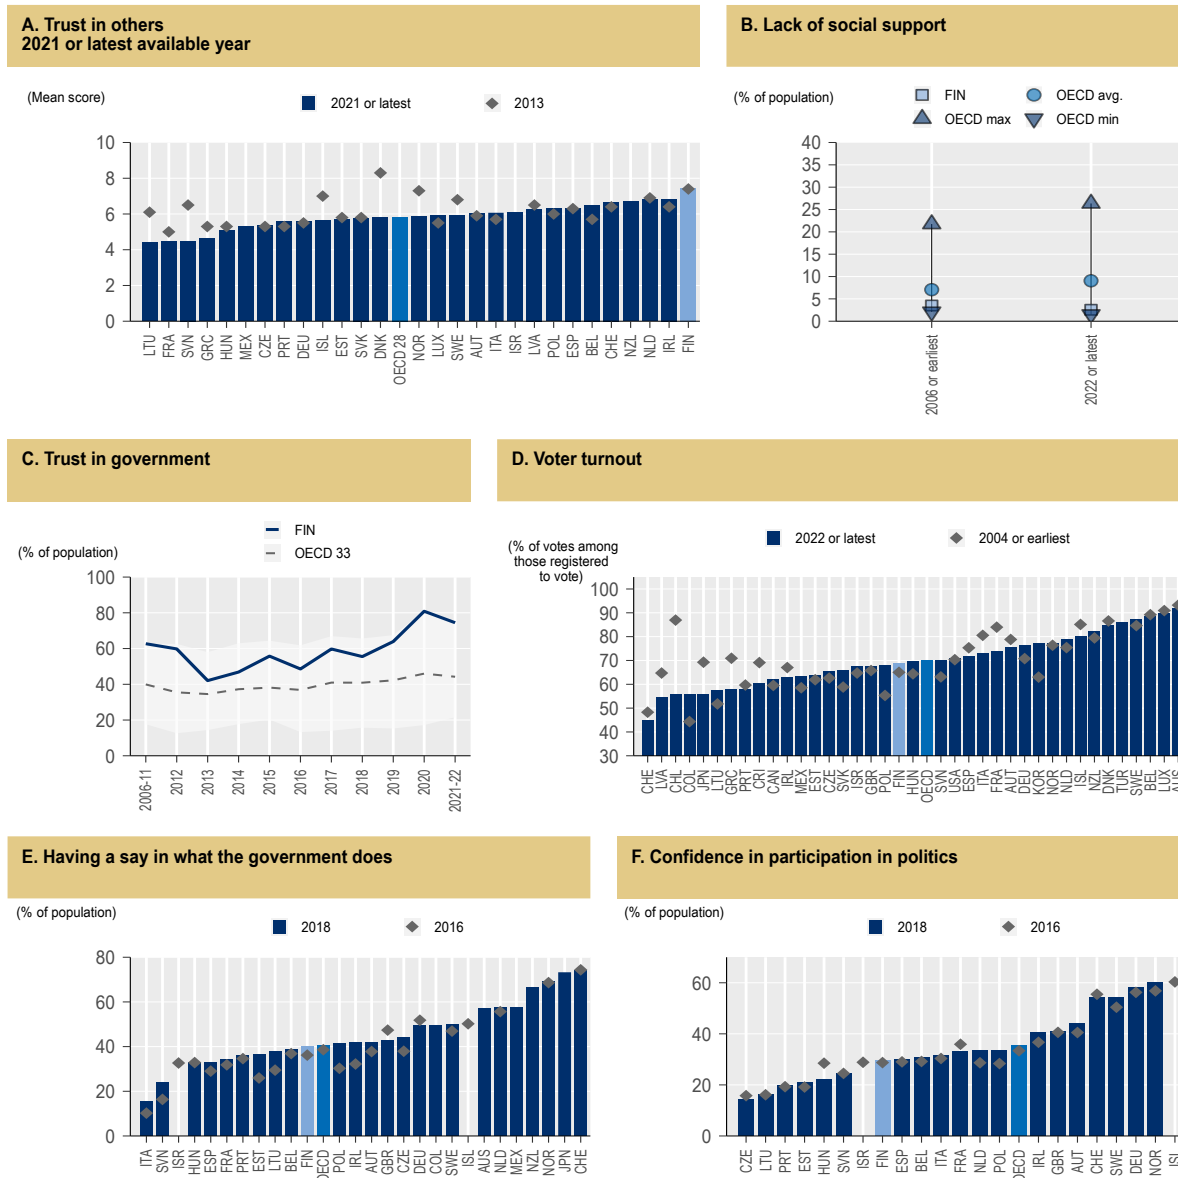 A. Trust in others
2021 or latest available year
(Mean score)
2021 or latest
2013
10
8
6
4
2
0
LTU
FRA
SVN
GRC
HUN
MEX
CZE
PRT
DEU
ISL
EST
SVK
DNK
OECD 28
NOR
LUX
SWE
AUT
ITA
ISR
LVA
POL
ESP
BEL
CHE
NZL
NLD
IRL
FIN
B. Lack of social support
(% of population)
FIN
OECD avg.
OECD max
OECD min
40
35
30
25
20
15
10
5
0
2006 or earliest
2022 or latest
C. Trust in government
FIN
OECD 33
(% of population)
100
80
60
40
20
0
2006-11
2012
2013
2014
2015
2016
2017
2018
2019
2020
2021-22
D. Voter turnout
2022 or latest
2004 or earliest
(% of votes among
those registered
to vote)
100
90
80
70
60
50
40
30
CHE
LVA
CHL
COL
JPN
LTU
GRC
PRT
CRI
CAN
IRL
MEX
EST
CZE
SVK
ISR
GBR
POL
FIN
HUN
OECD
SVN
USA
ESP
ITA
FRA
AUT
DEU
KOR
NOR
NLD
ISL
NZL
DNK
TUR
SWE
BEL
LUX
AUS
E. Having a say in what the government does
(% of population)
2018
2016
80
60
40
20
0
ITA
SVN
ISR
HUN
ESP
FRA
PRT
EST
LTU
BEL
FIN
OECD
POL
IRL
AUT
GBR
CZE
DEU
COL
SWE
ISL
AUS
NLD
MEX
NZL
NOR
JPN
CHE
F. Confidence in participation in politics
(% of population)
2018
2016
60
40
20
0
CZE
LTU
PRT
EST
HUN
SVN
ISR
FIN
ESP
BEL
ITA
FRA
NLD
POL
OECD
IRL
GBR
AUT
CHE
SWE
DEU
NOR
ISL